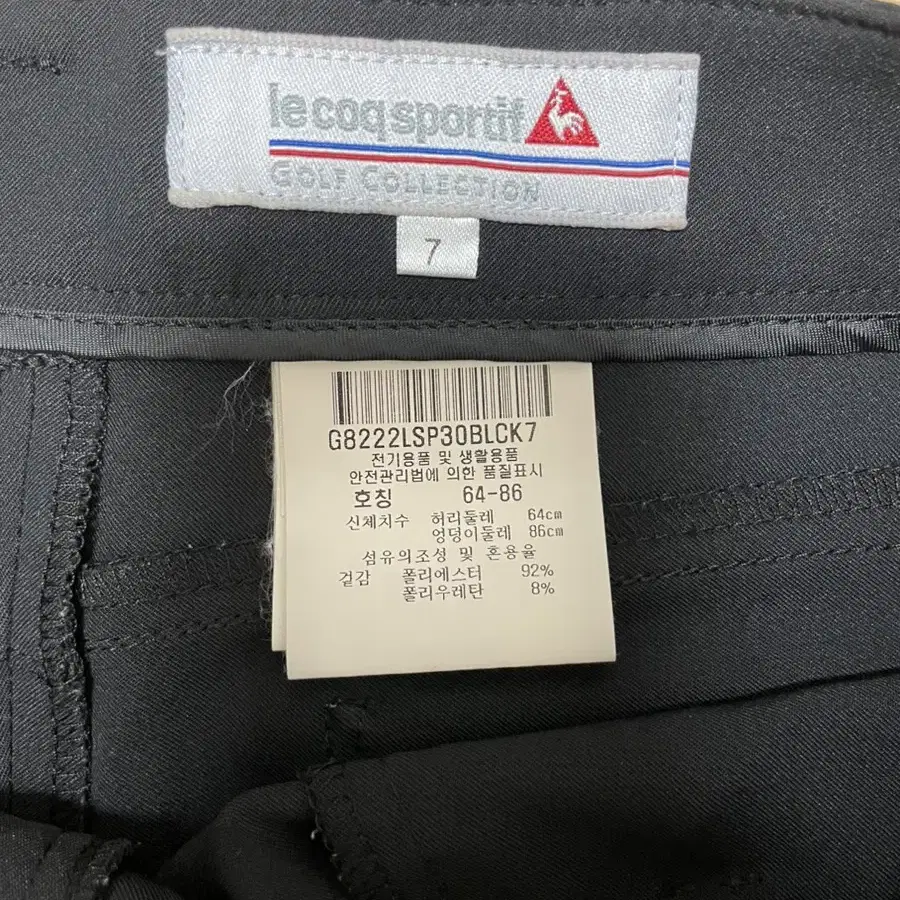 le coq sportif
GOLF COLLECTION
7
G8222LSP30BLCK7
전기용품 및 생활용품
안전관리법에 의한 품질표시
호칭 64-86
신체치수 허리둘레 64cm
엉덩이둘레 86cm
섬유의조성 및 혼용율
겉감 폴리에스터 92%
폴리우레탄 8%